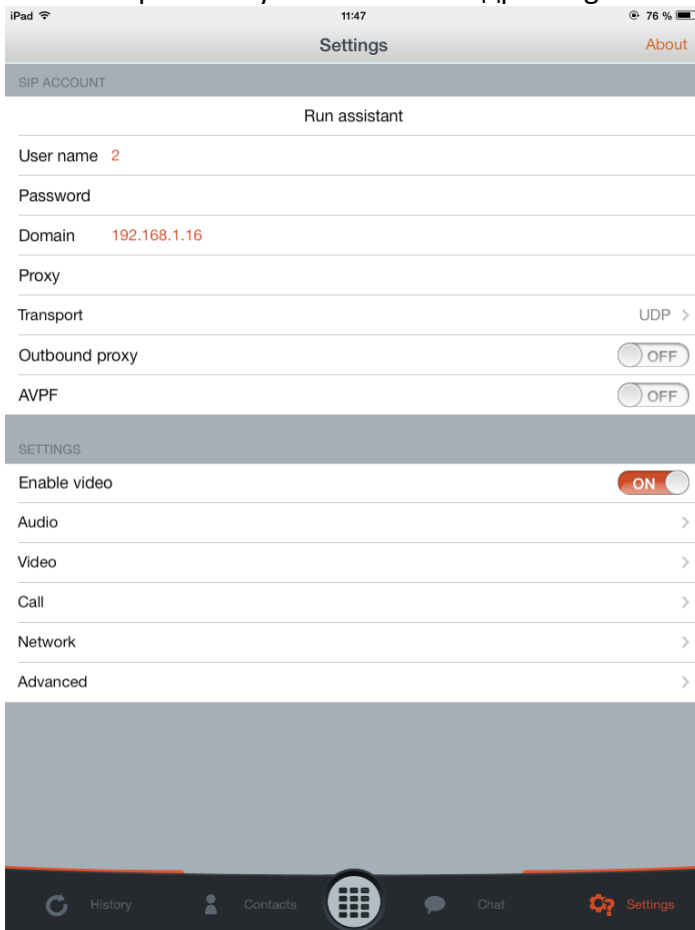 iPad 11:47 76 %
Settings About
SIP ACCOUNT
Run assistant
User name 2
Password
Domain 192.168.1.16
Proxy
Transport UDP
Outbound proxy OFF
AVPF OFF
SETTINGS
Enable video ON
Audio
Video
Call
Network
Advanced
History Contacts Chat Settings